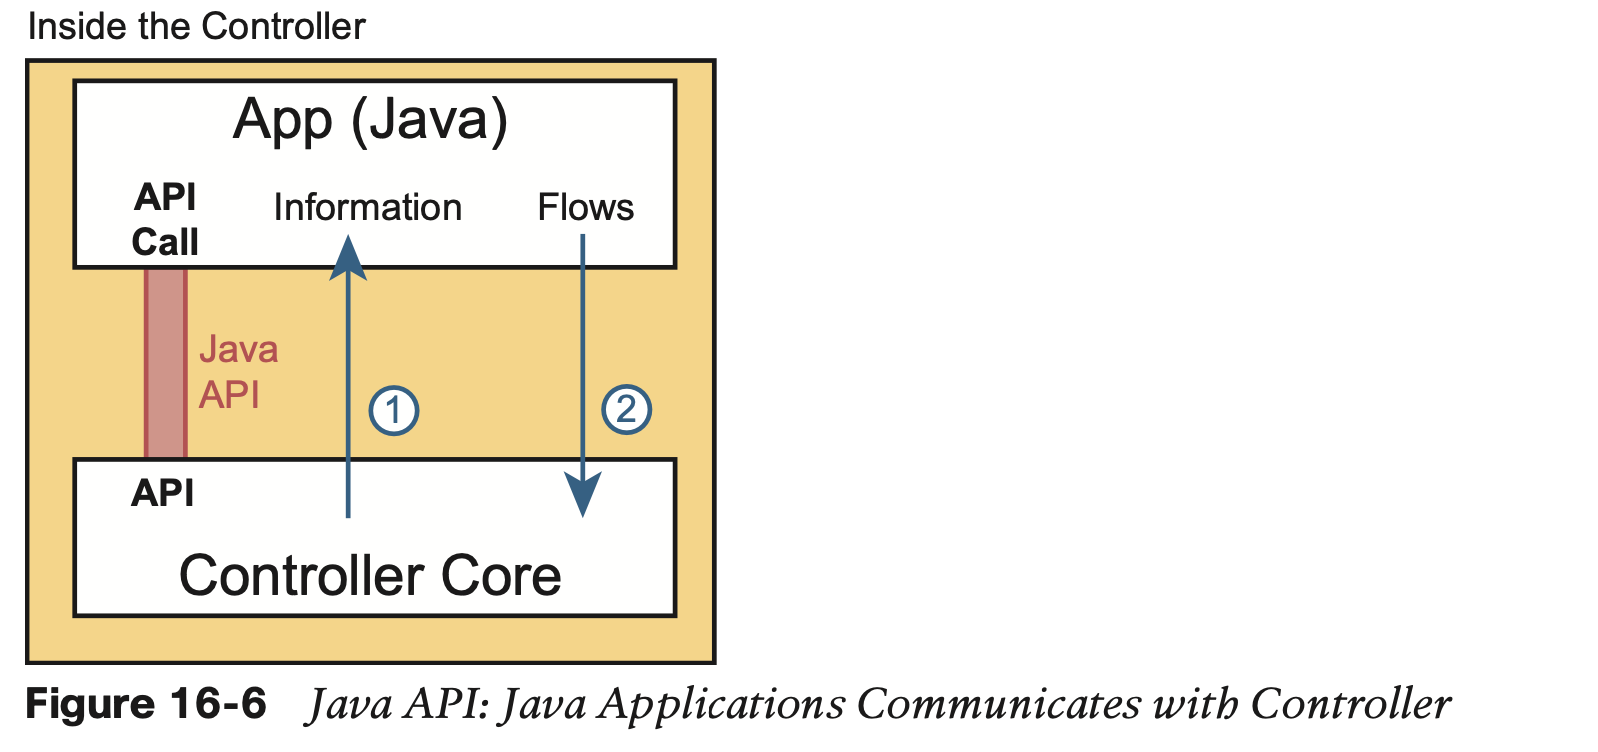 Inside the Controller
App (Java)
API
Call
Information
Flows
Java
API
1
2
API
Controller Core
Figure 16-6 Java API: Java Applications Communicates with Controller